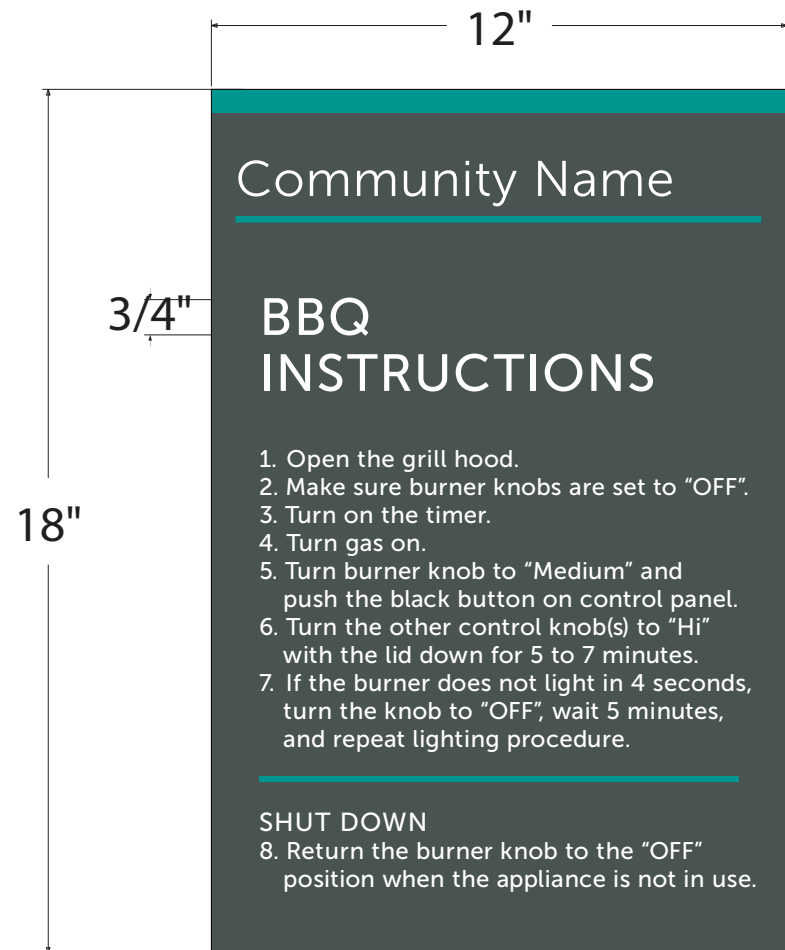 12"
Community Name
3/4"
BBQ
INSTRUCTIONS
1. Open the grill hood.
2. Make sure burner knobs are set to “OFF”.
3. Turn on the timer.
4. Turn gas on.
5. Turn burner knob to “Medium” and
push the black button on control panel.
6. Turn the other control knob(s) to “Hi”
with the lid down for 5 to 7 minutes.
7. If the burner does not light in 4 seconds,
turn the knob to “OFF”, wait 5 minutes,
and repeat lighting procedure.
18"
SHUT DOWN
8. Return the burner knob to the “OFF”
position when the appliance is not in use.